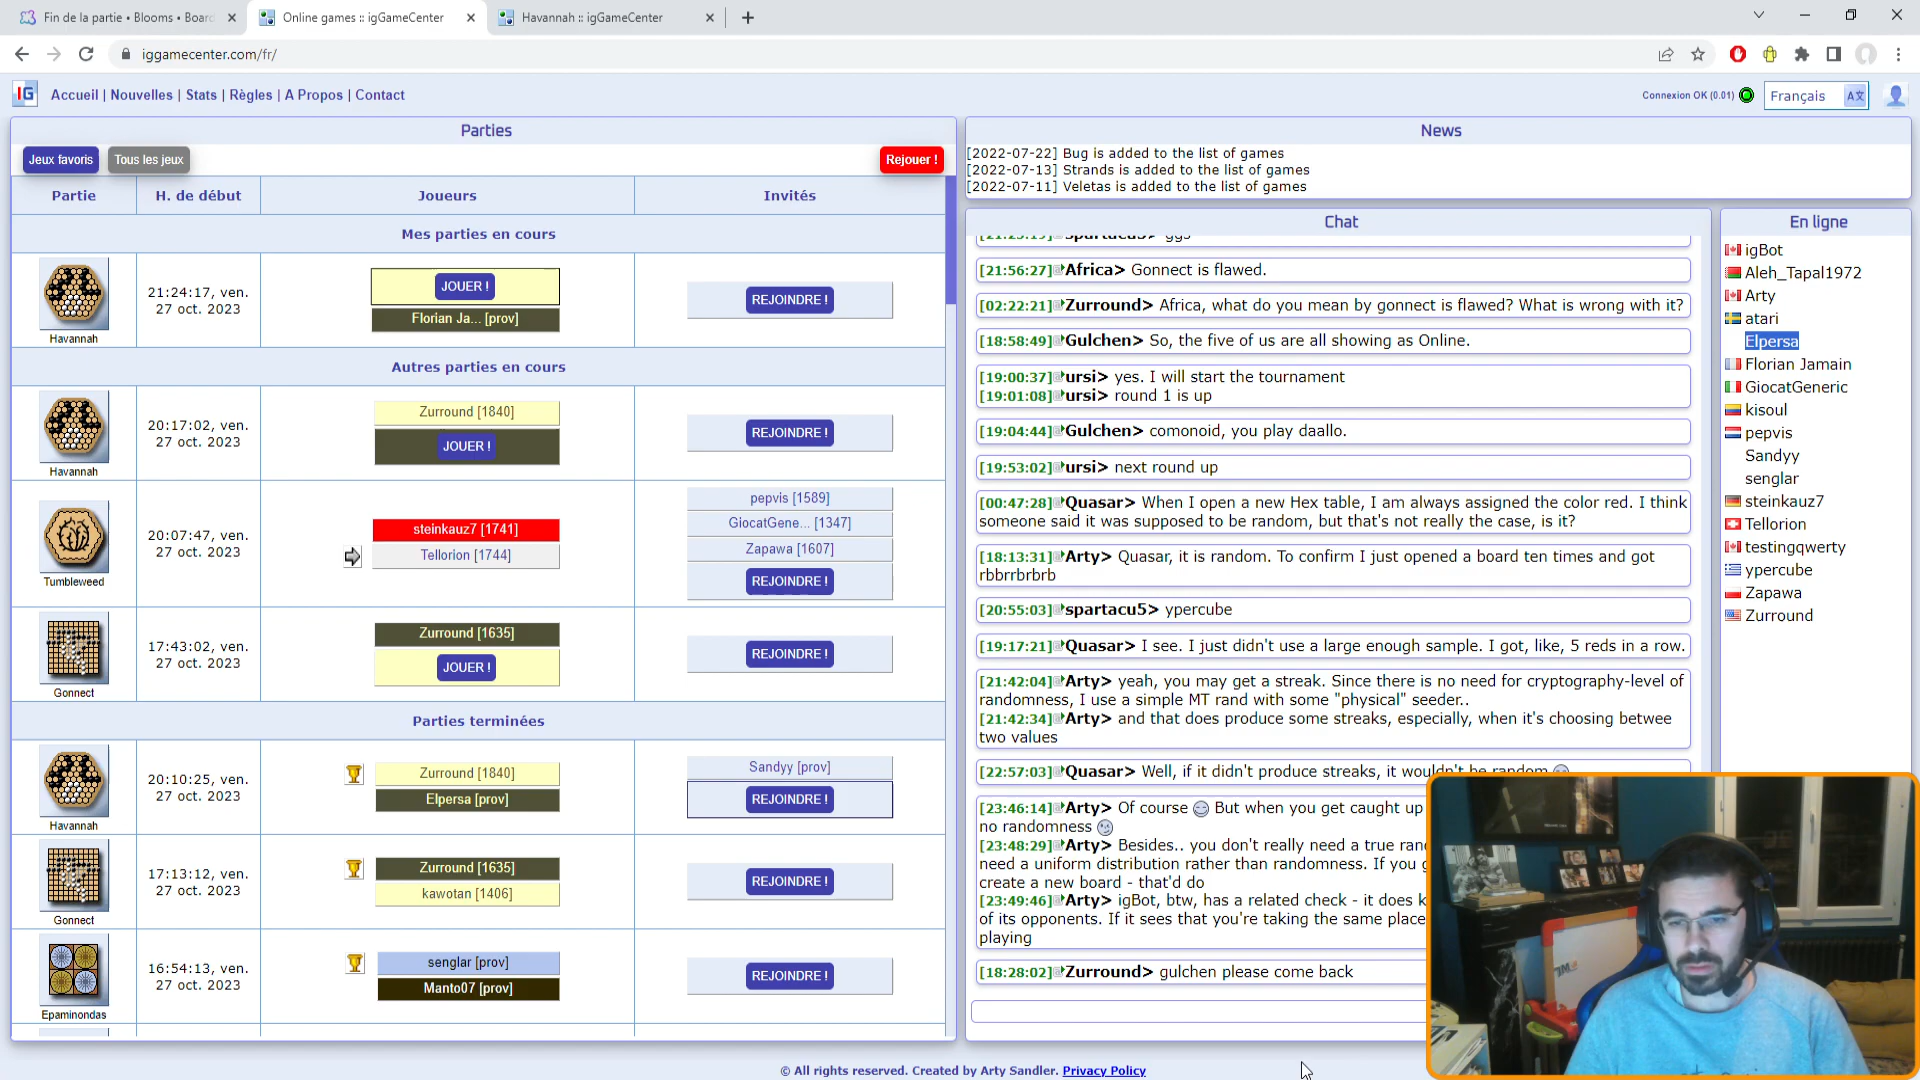 Fin de la partie • Blooms • Boar
Online games :: igGameCenter
Havannah :: igGameCenter
iggamecenter.com/fr/
IG
Accueil | Nouvelles | Stats | Règles | A Propos | Contact
Connexion OK (0.01)
Français
Parties
Jeux favoris
Tous les jeux
Rejouer !
Partie
H. de début
Joueurs
Invités
Mes parties en cours
Havannah
21:24:17, ven.
27 oct. 2023
JOUER !
Florian Ja... [prov]
REJOINDRE !
Autres parties en cours
Havannah
20:17:02, ven.
27 oct. 2023
Zurround [1840]
JOUER !
REJOINDRE !
Tumbleweed
20:07:47, ven.
27 oct. 2023
steinkauz7 [1741]
Tellorion [1744]
pepvis [1589]
GiocatGene... [1347]
Zapawa [1607]
REJOINDRE !
Gonnect
17:43:02, ven.
27 oct. 2023
Zurround [1635]
JOUER !
REJOINDRE !
Parties terminées
Havannah
20:10:25, ven.
27 oct. 2023
Zurround [1840]
Elpersa [prov]
Sandyy [prov]
REJOINDRE !
Gonnect
17:13:12, ven.
27 oct. 2023
Zurround [1635]
kawotan [1406]
REJOINDRE !
Epaminondas
16:54:13, ven.
27 oct. 2023
senglar [prov]
Manto07 [prov]
REJOINDRE !
News
[2022-07-22] Bug is added to the list of games
[2022-07-13] Strands is added to the list of games
[2022-07-11] Veletas is added to the list of games
Chat
[21:56:27] Africa> Gonnect is flawed.
[02:22:21] Zurround> Africa, what do you mean by gonnect is flawed? What is wrong with it?
[18:58:49] Gulchen> So, the five of us are all showing as Online.
[19:00:37] ursi> yes. I will start the tournament
[19:01:08] ursi> round 1 is up
[19:04:44] Gulchen> comonoid, you play daallo.
[19:53:02] ursi> next round up
[00:47:28] Quasar> When I open a new Hex table, I am always assigned the color red. I think
someone said it was supposed to be random, but that's not really the case, is it?
[18:13:31] Arty> Quasar, it is random. To confirm I just opened a board ten times and got
rbbrrbrbrb
[20:55:03] spartacu5> ypercube
[19:17:21] Quasar> I see. I just didn't use a large enough sample. I got, like, 5 reds in a row.
[21:42:04] Arty> yeah, you may get a streak. Since there is no need for cryptography-level of
randomness, I use a simple MT rand with some "physical" seeder..
[21:42:34] Arty> and that does produce some streaks, especially, when it's choosing betwee
two values
[22:57:03] Quasar> Well, if it didn't produce streaks, it wouldn't be random
[23:46:14] Arty> Of course But when you get caught up
no randomness
[23:48:29] Arty> Besides.. you don't really need a true ran
need a uniform distribution rather than randomness. If you g
create a new board - that'd do
[23:49:46] Arty> igBot, btw, has a related check - it does k
of its opponents. If it sees that you're taking the same place
playing
[18:28:02] Zurround> gulchen please come back
En ligne
igBot
Aleh_Tapal1972
Arty
atari
Elpersa
Florian Jamain
GiocatGeneric
kisoul
pepvis
Sandyy
senglar
steinkauz7
Tellorion
testingqwerty
ypercube
Zapawa
Zurround
© All rights reserved. Created by Arty Sandler. Privacy Policy